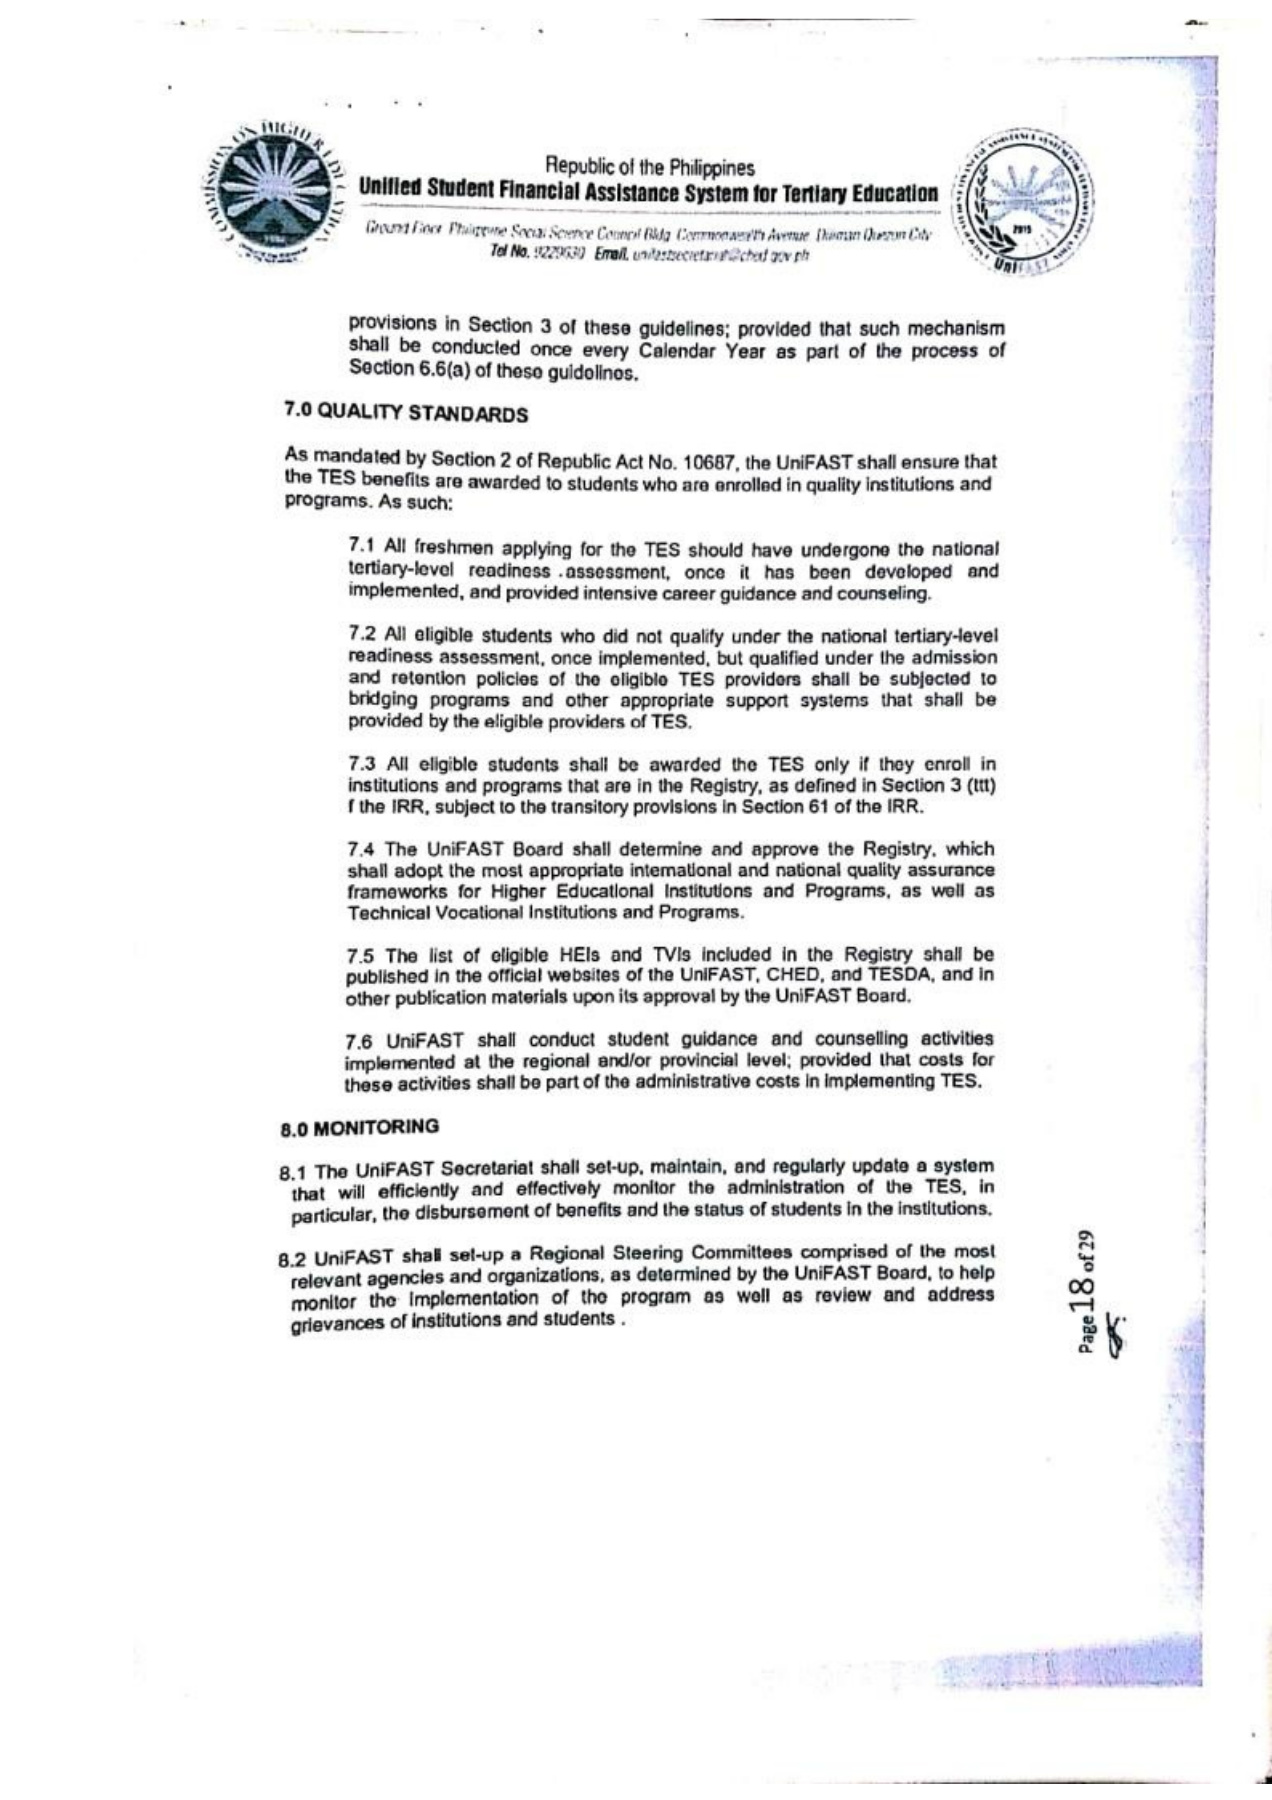 COMMISSION ON HIGHER EDUCATION
Republic of the Philippines
Unified Student Financial Assistance System for Tertiary Education
Ground Floor Philippine Social Science Council Bldg Commonwealth Avenue Diliman Quezon City
Tel No. Email. unifastsecretariat@ched.gov.ph
2015
UniFAST
provisions in Section 3 of these guidelines; provided that such mechanism
shall be conducted once every Calendar Year as part of the process of
Section 6.6(a) of these guidelines.
7.0 QUALITY STANDARDS
As mandated by Section 2 of Republic Act No. 10687, the UniFAST shall ensure that
the TES benefits are awarded to students who are enrolled in quality institutions and
programs. As such:
7.1 All freshmen applying for the TES should have undergone the national
tertiary-level readiness .assessment, once it has been developed and
implemented, and provided intensive career guidance and counseling.
7.2 All eligible students who did not qualify under the national tertiary-level
readiness assessment, once implemented, but qualified under the admission
and retention policies of the eligible TES providers shall be subjected to
bridging programs and other appropriate support systems that shall be
provided by the eligible providers of TES.
7.3 All eligible students shall be awarded the TES only if they enroll in
institutions and programs that are in the Registry, as defined in Section 3 (ttt)
f the IRR, subject to the transitory provisions in Section 61 of the IRR.
7.4 The UniFAST Board shall determine and approve the Registry, which
shall adopt the most appropriate international and national quality assurance
frameworks for Higher Educational Institutions and Programs, as well as
Technical Vocational Institutions and Programs.
7.5 The list of eligible HEIs and TVIs included in the Registry shall be
published in the official websites of the UniFAST, CHED, and TESDA, and in
other publication materials upon its approval by the UniFAST Board.
7.6 UniFAST shall conduct student guidance and counselling activities
implemented at the regional and/or provincial level; provided that costs for
these activities shall be part of the administrative costs in implementing TES.
8.0 MONITORING
8.1 The UniFAST Secretariat shall set-up, maintain, and regularly update a system
that will efficiently and effectively monitor the administration of the TES, in
particular, the disbursement of benefits and the status of students in the institutions.
8.2 UniFAST shall set-up a Regional Steering Committees comprised of the most
relevant agencies and organizations, as determined by the UniFAST Board, to help
monitor the implementation of the program as well as review and address
grievances of institutions and students .
Page 18 of 29